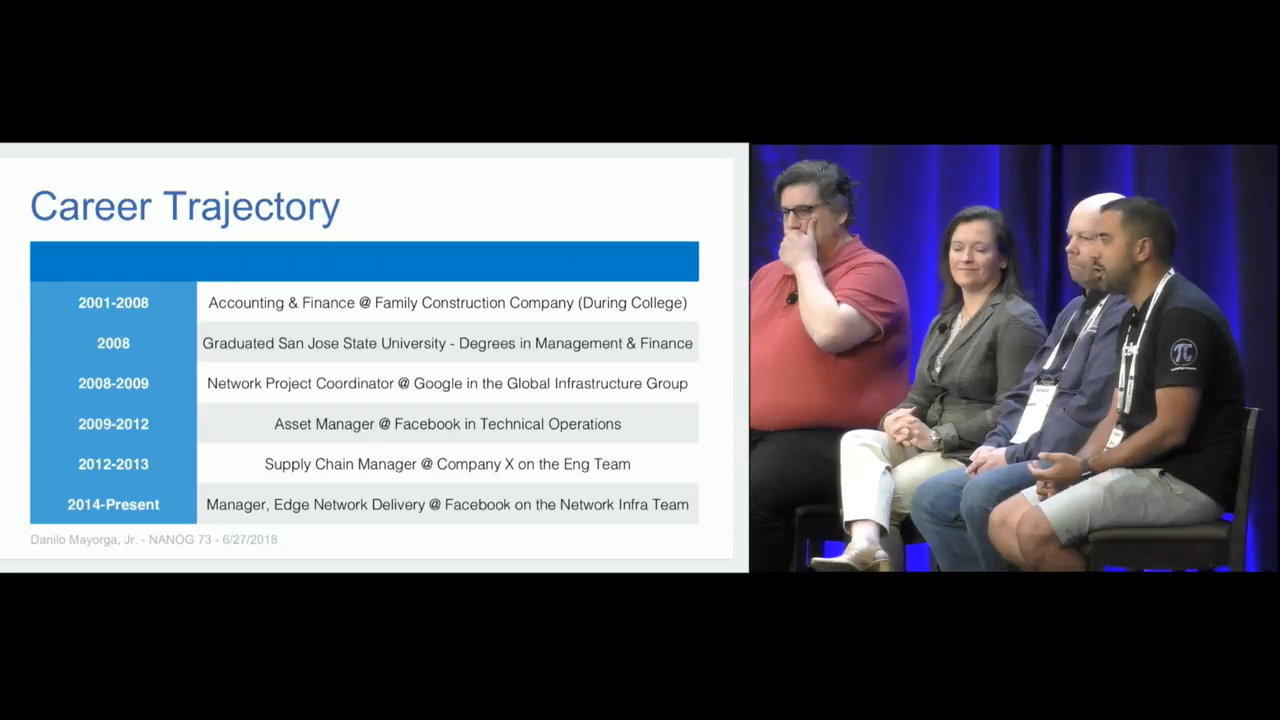 Career Trajectory
2001-2008 Accounting & Finance @ Family Construction Company (During College)
2008 Graduated San Jose State University - Degrees in Management & Finance
2008-2009 Network Project Coordinator @ Google in the Global Infrastructure Group
2009-2012 Asset Manager @ Facebook in Technical Operations
2012-2013 Supply Chain Manager @ Company X on the Eng Team
2014-Present Manager, Edge Network Delivery @ Facebook on the Network Infra Team
Danilo Mayorga, Jr. - NANOG 73 - 6/27/2018
π